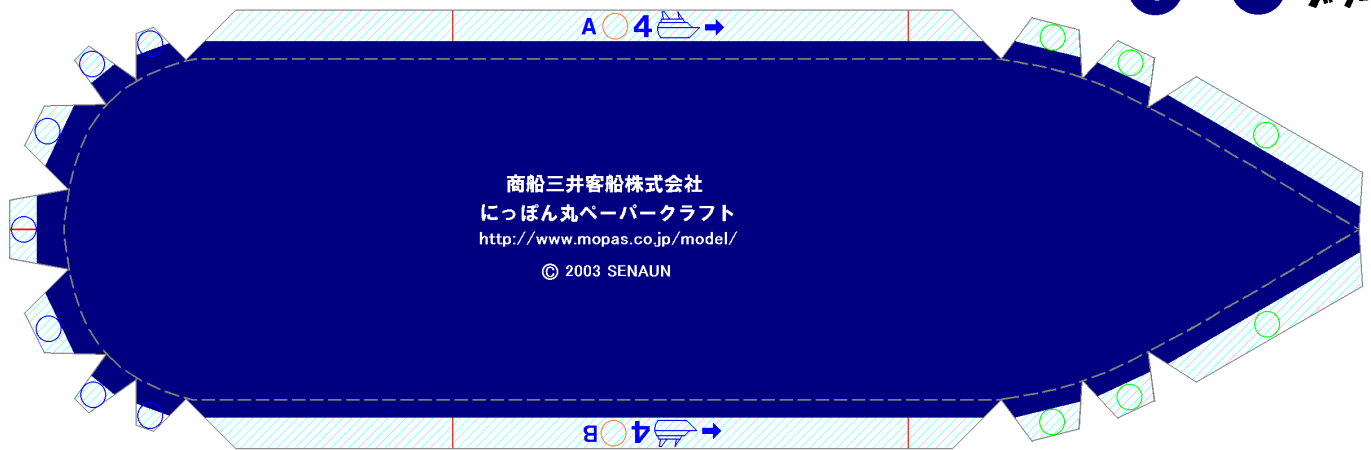 A 4
商船三井客船株式会社
にっぽん丸ペーパークラフト
http://www.mopas.co.jp/model/
© 2003 SENAUN
B 4